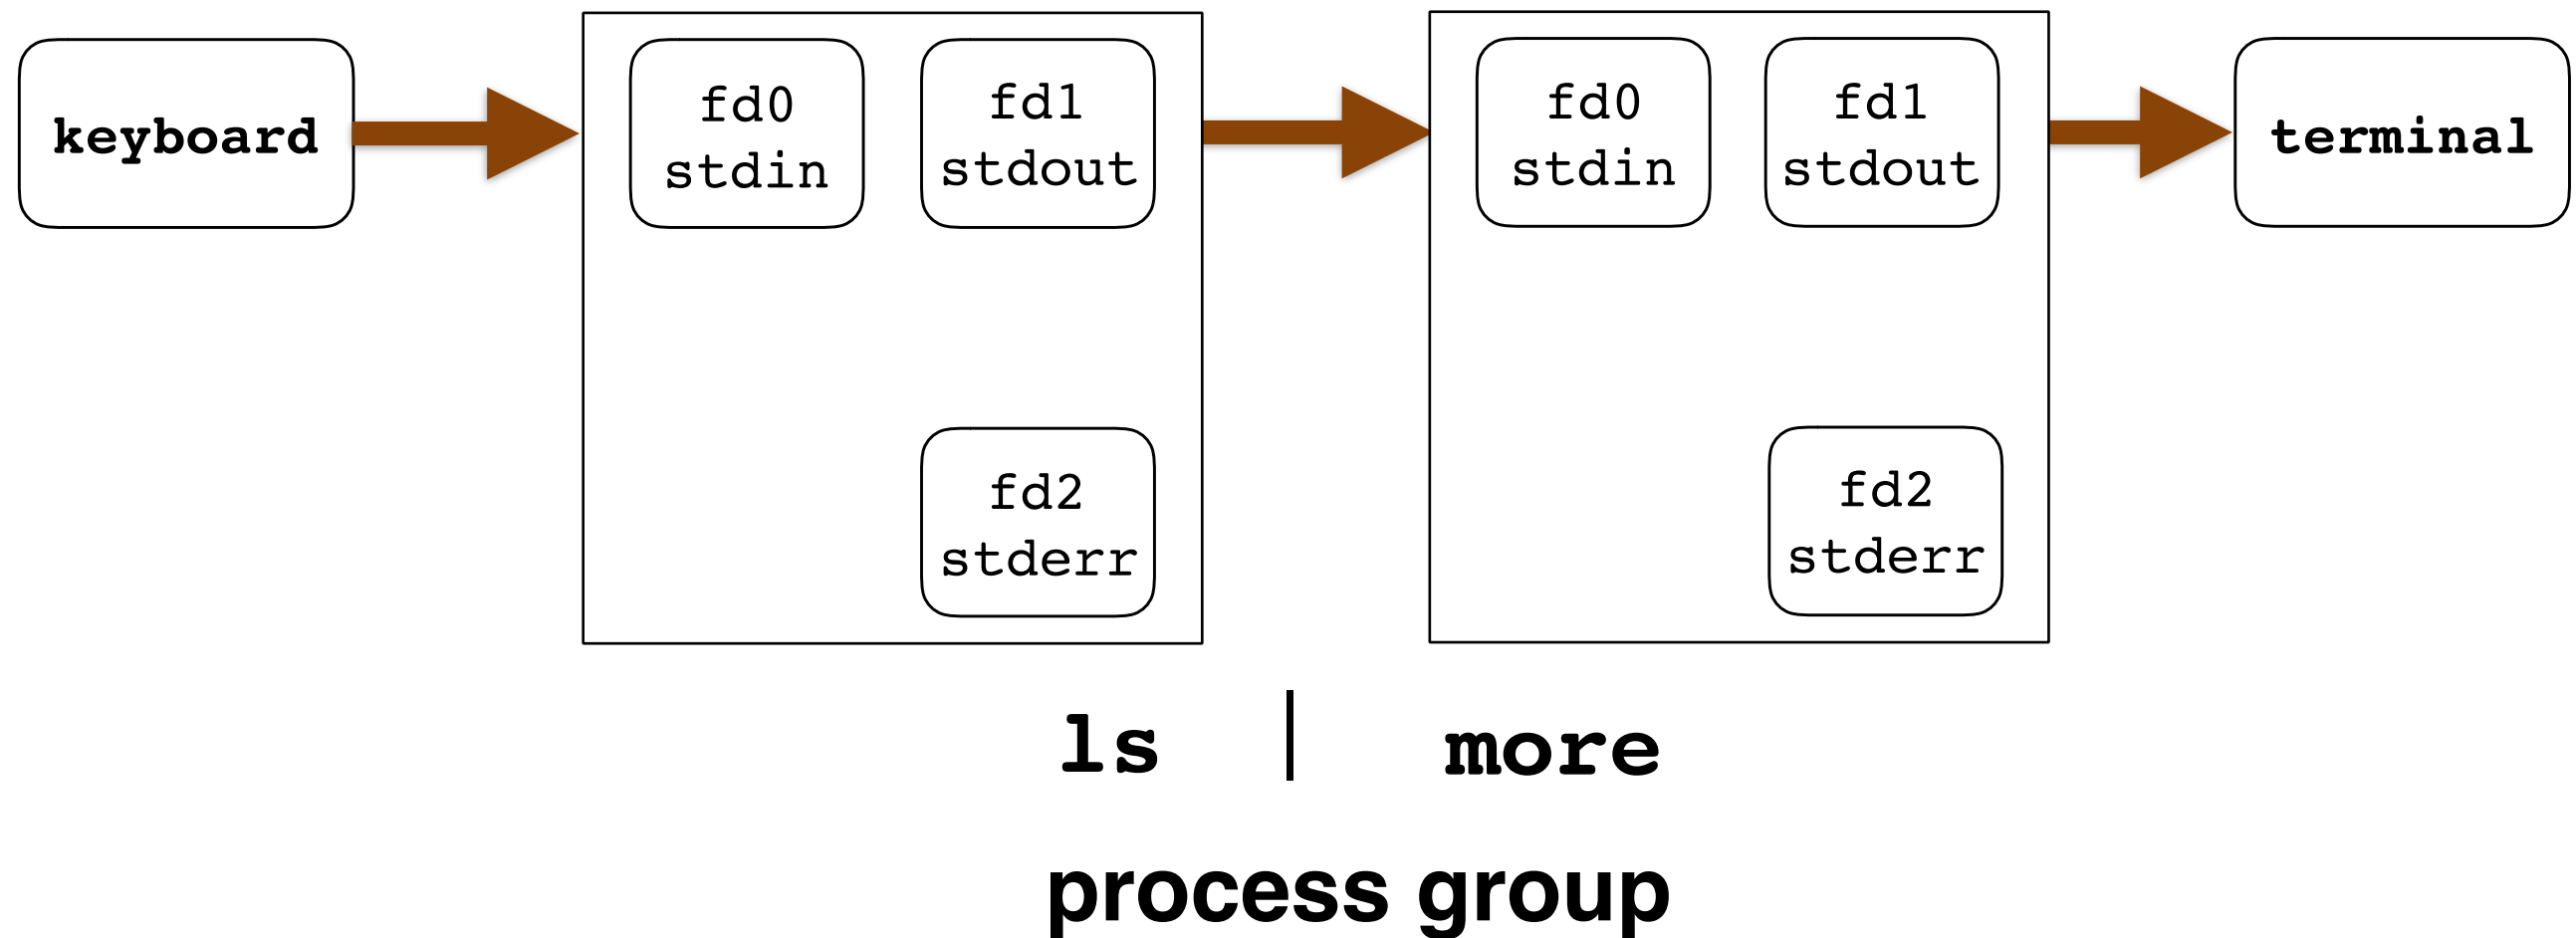 keyboard
fd0
stdin
fd1
stdout
fd2
stderr
fd0
stdin
fd1
stdout
fd2
stderr
terminal
ls | more
process group